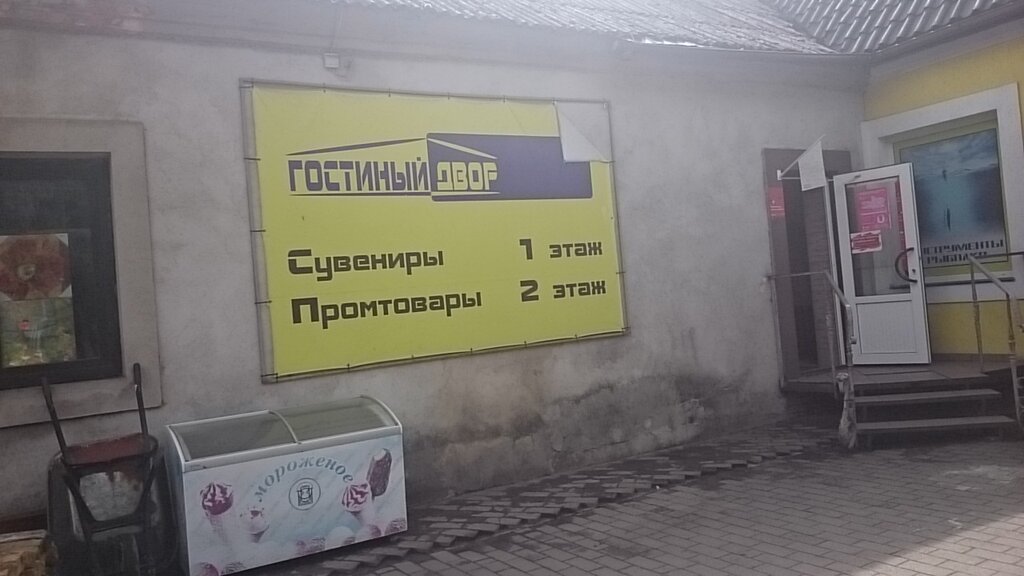 ГОСТИНЫЙ ДВОР
Сувениры 1 этаж
Промтовары 2 этаж
мороженое